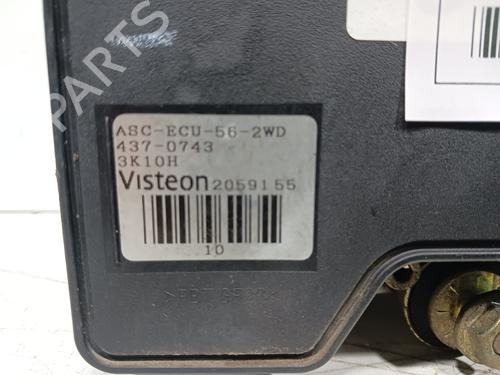 B-PARTS
ASC-ECU-56-2WD
437-0743
3K10H
Visteon 2059155
10